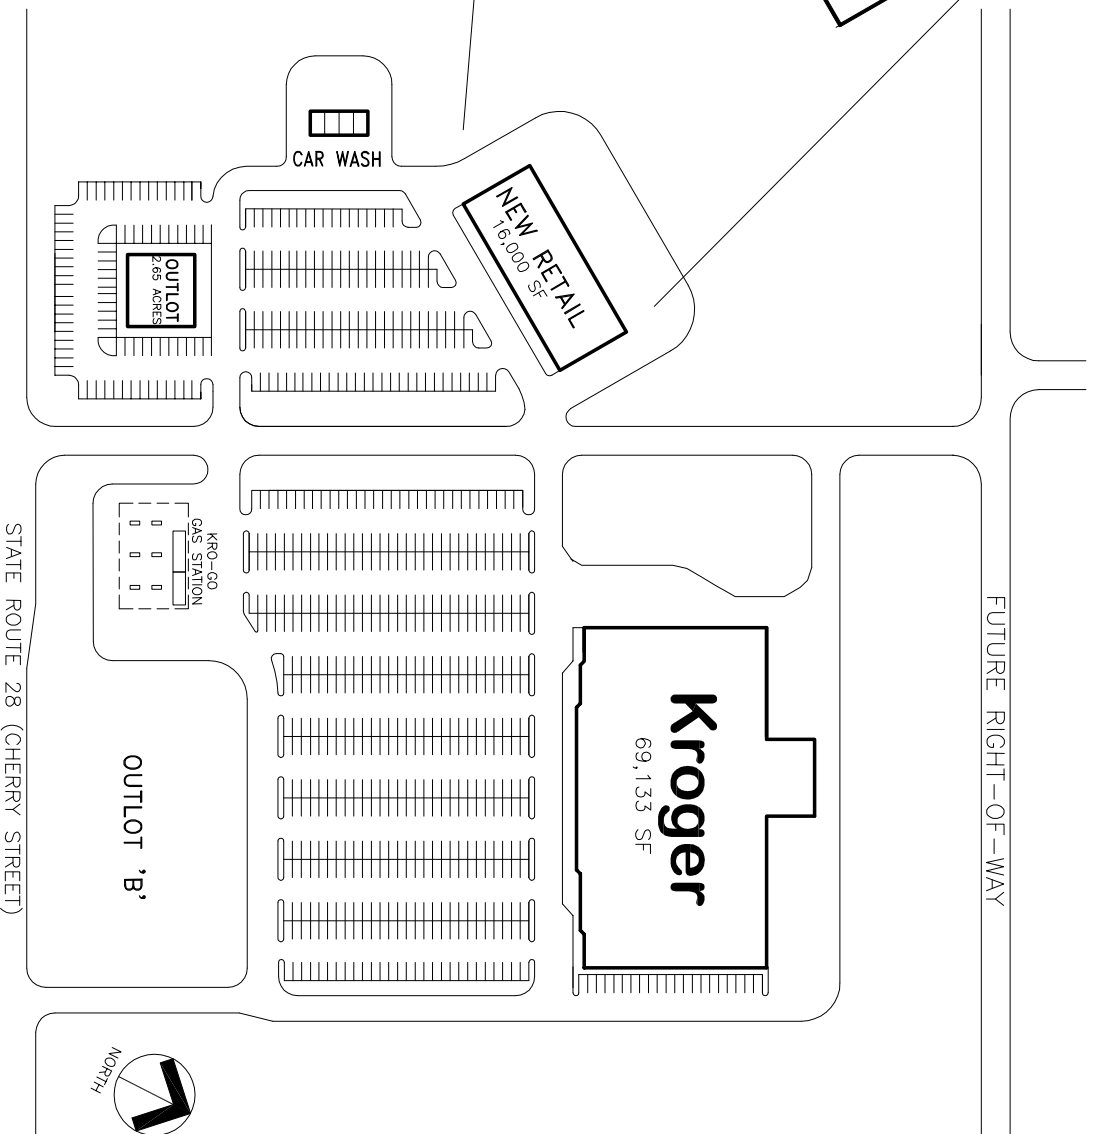 CAR WASH
NEW RETAIL
16,000 SF
OUTLOT
2.65 ACRES
KRO-GO
GAS STATION
STATE ROUTE 28 (CHERRY STREET)
FUTURE RIGHT-OF-WAY
Kroger
69,133 SF
OUTLOT 'B'
NORTH